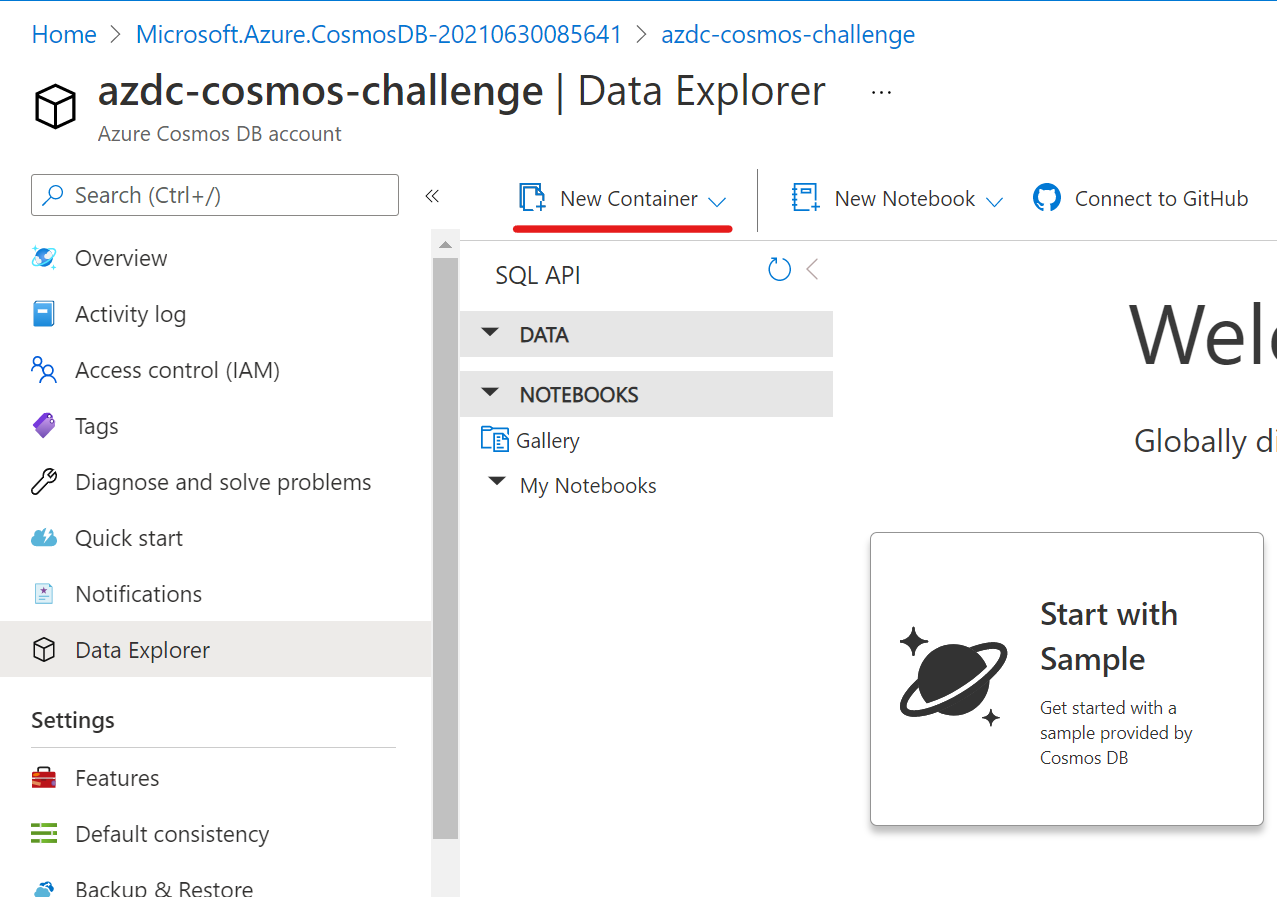 Home > Microsoft.Azure.CosmosDB-20210630085641 > azdc-cosmos-challenge
azdc-cosmos-challenge | Data Explorer ...
Azure Cosmos DB account
Search (Ctrl+/)
«
New Container
New Notebook
Connect to GitHub
Overview
Activity log
Access control (IAM)
Tags
Diagnose and solve problems
Quick start
Notifications
Data Explorer
Settings
Features
Default consistency
Backup & Restore
SQL API
DATA
NOTEBOOKS
Gallery
My Notebooks
Globally
Start with
Sample
Get started with a
sample provided by
Cosmos DB